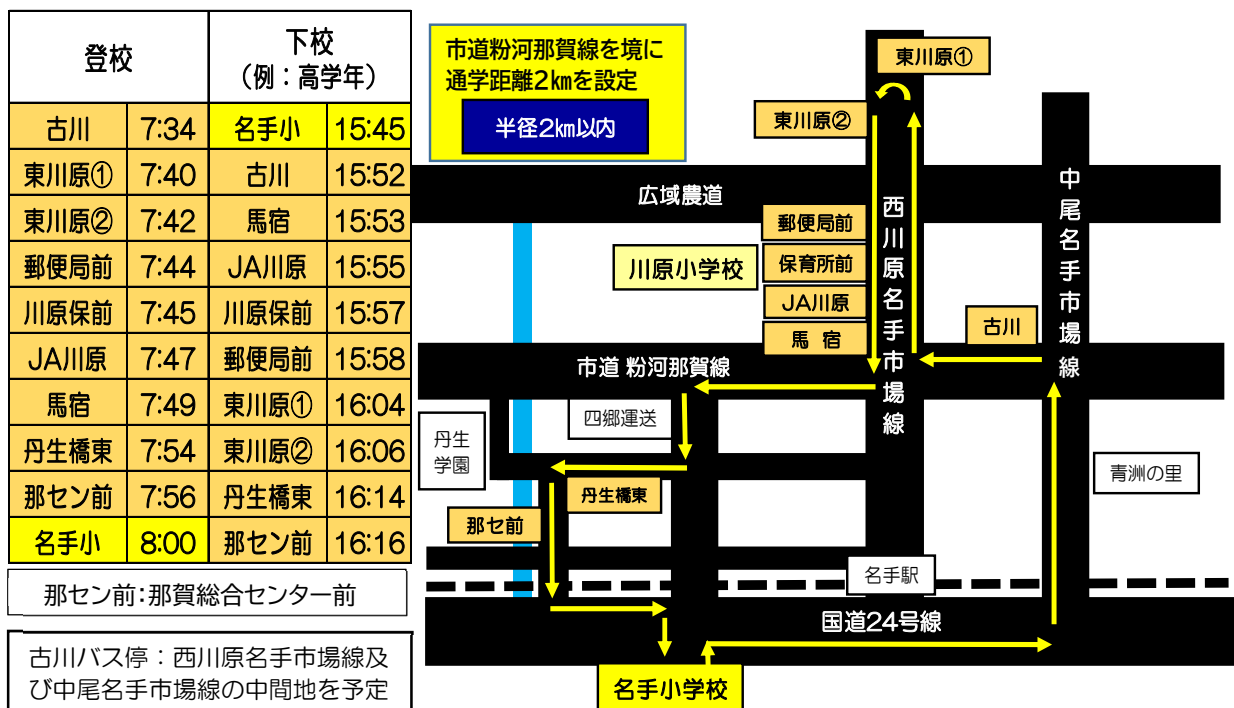 登校 下校
(例：高学年)
古川 7:34 名手小 15:45
東川原① 7:40 古川 15:52
東川原② 7:42 馬宿 15:53
郵便局前 7:44 JA川原 15:55
川原保前 7:45 川原保前 15:57
JA川原 7:47 郵便局前 15:58
馬宿 7:49 東川原① 16:04
丹生橋東 7:54 東川原② 16:06
那セン前 7:56 丹生橋東 16:14
名手小 8:00 那セン前 16:16
那セン前：那賀総合センター前
古川バス停：西川原名手市場線及
び中尾名手市場線の中間地を予定
市道粉河那賀線を境に
通学距離2㎞を設定
半径2㎞以内
東川原①
東川原②
広域農道
中尾名手市場線
西川原名手市場線
郵便局前
川原小学校
保育所前
JA川原
馬 宿
古川
市道 粉河那賀線
四郷運送
丹生
学園
青洲の里
丹生橋東
那セ前
名手駅
国道24号線
名手小学校